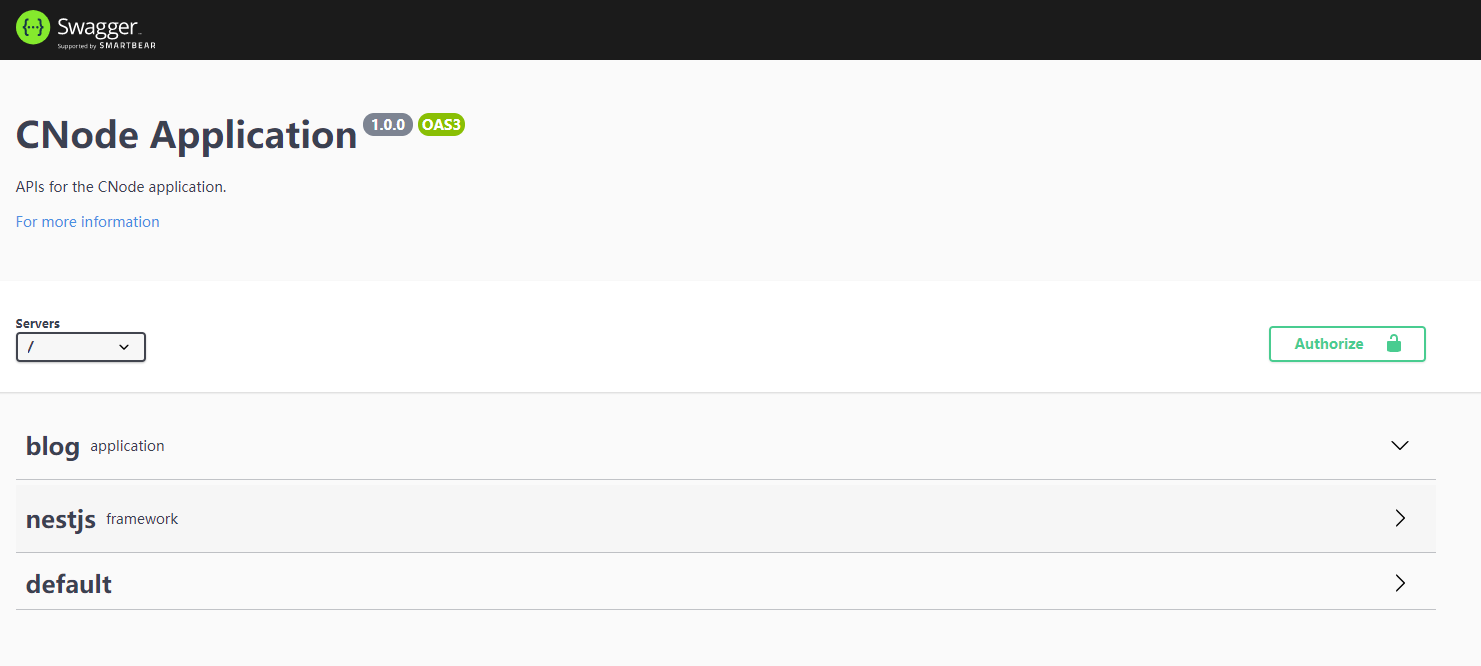 {···} Swagger
Supported by SMARTBEAR
CNode Application 1.0.0 OAS3
APIs for the CNode application.
For more information
Servers
/
Authorize
blog application
nestjs framework
default